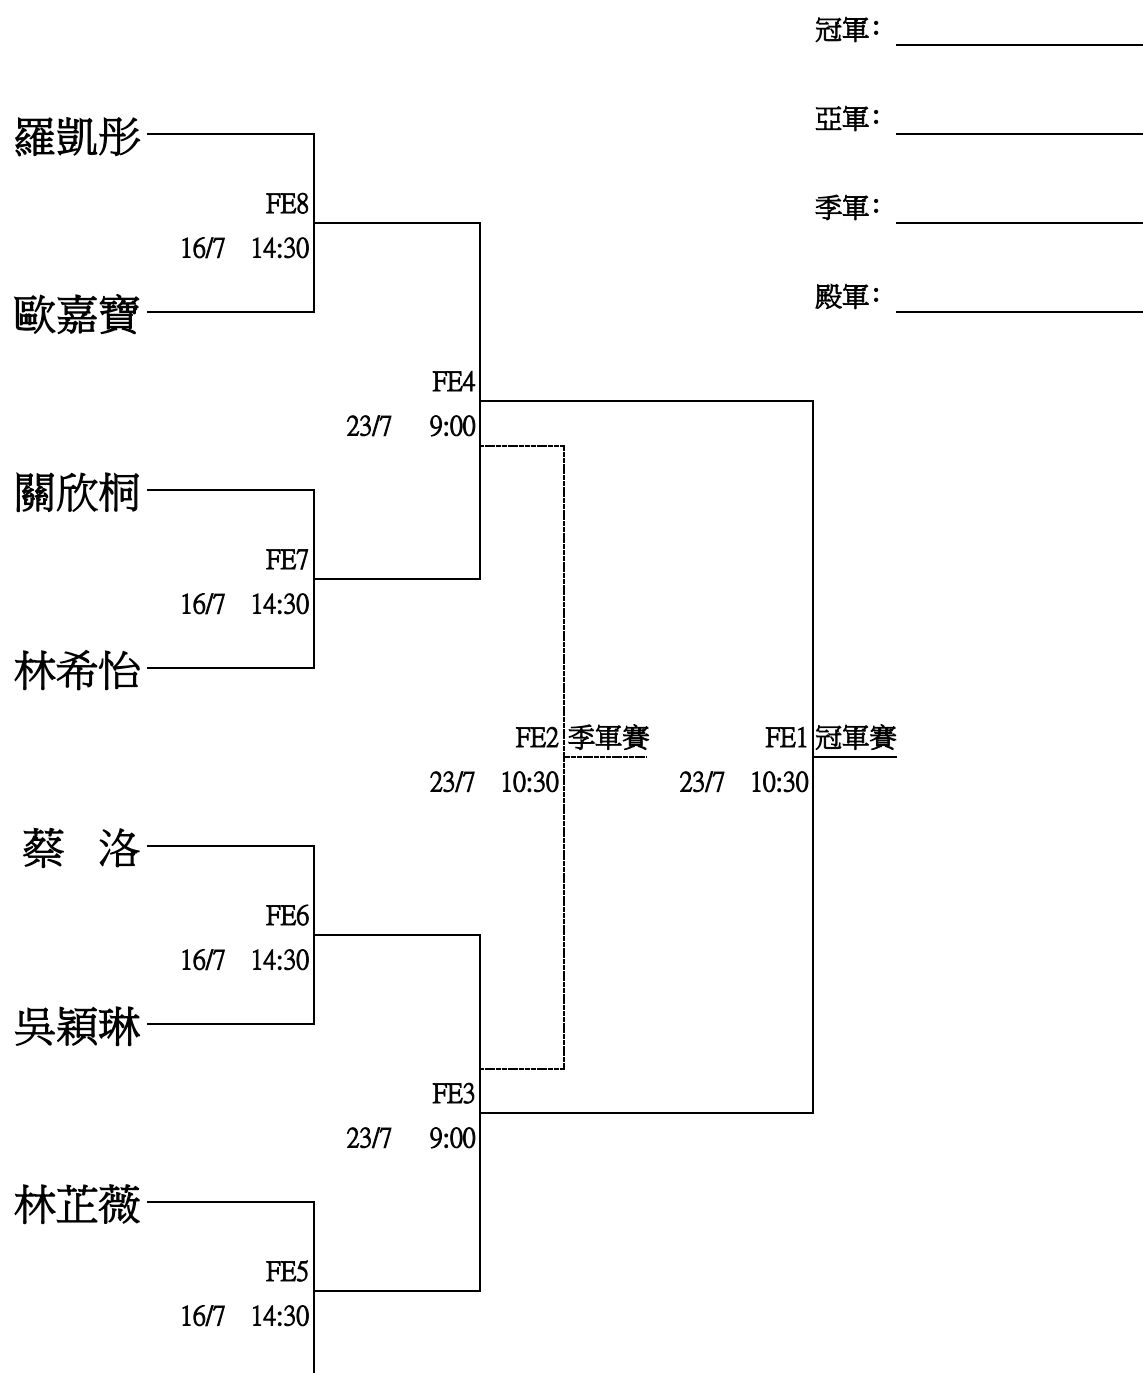 冠軍：
亞軍：
羅凱彤
FE8
季軍：
16/7 14:30
殿軍：
歐嘉寶
FE4
23/7 9:00
關欣桐
FE7
16/7 14:30
林希怡
FE2 季軍賽
FE1 冠軍賽
23/7 10:30
23/7 10:30
蔡 洛
FE6
16/7 14:30
吳穎琳
FE3
23/7 9:00
林芷薇
FE5
16/7 14:30